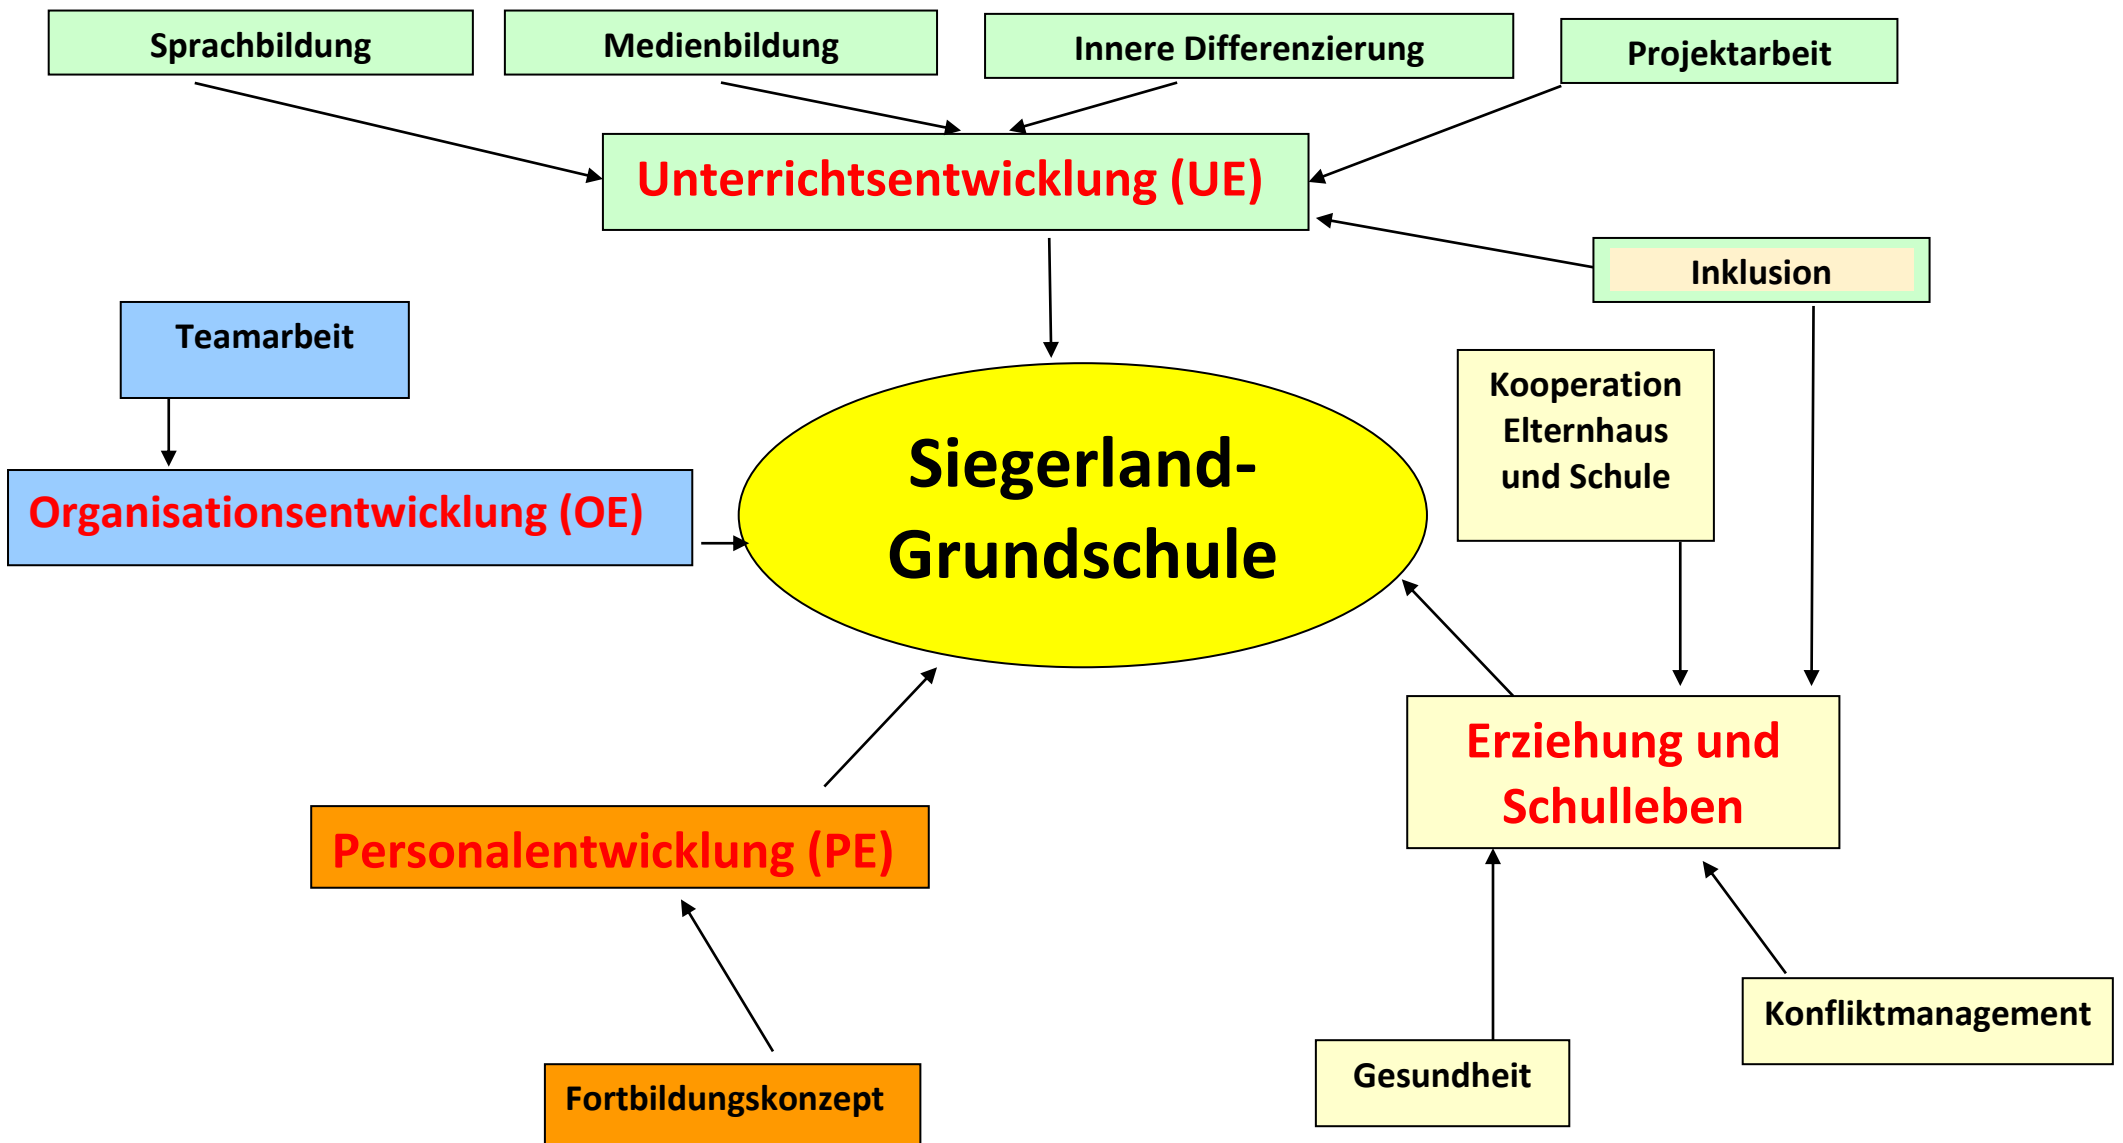 Sprachbildung
Medienbildung
Innere Differenzierung
Projektarbeit
Unterrichtsentwicklung (UE)
Inklusion
Teamarbeit
Kooperation
Elternhaus
und Schule
Siegerland-
Grundschule
Organisationsentwicklung (OE)
Erziehung und
Schulleben
Personalentwicklung (PE)
Konfliktmanagement
Gesundheit
Fortbildungskonzept